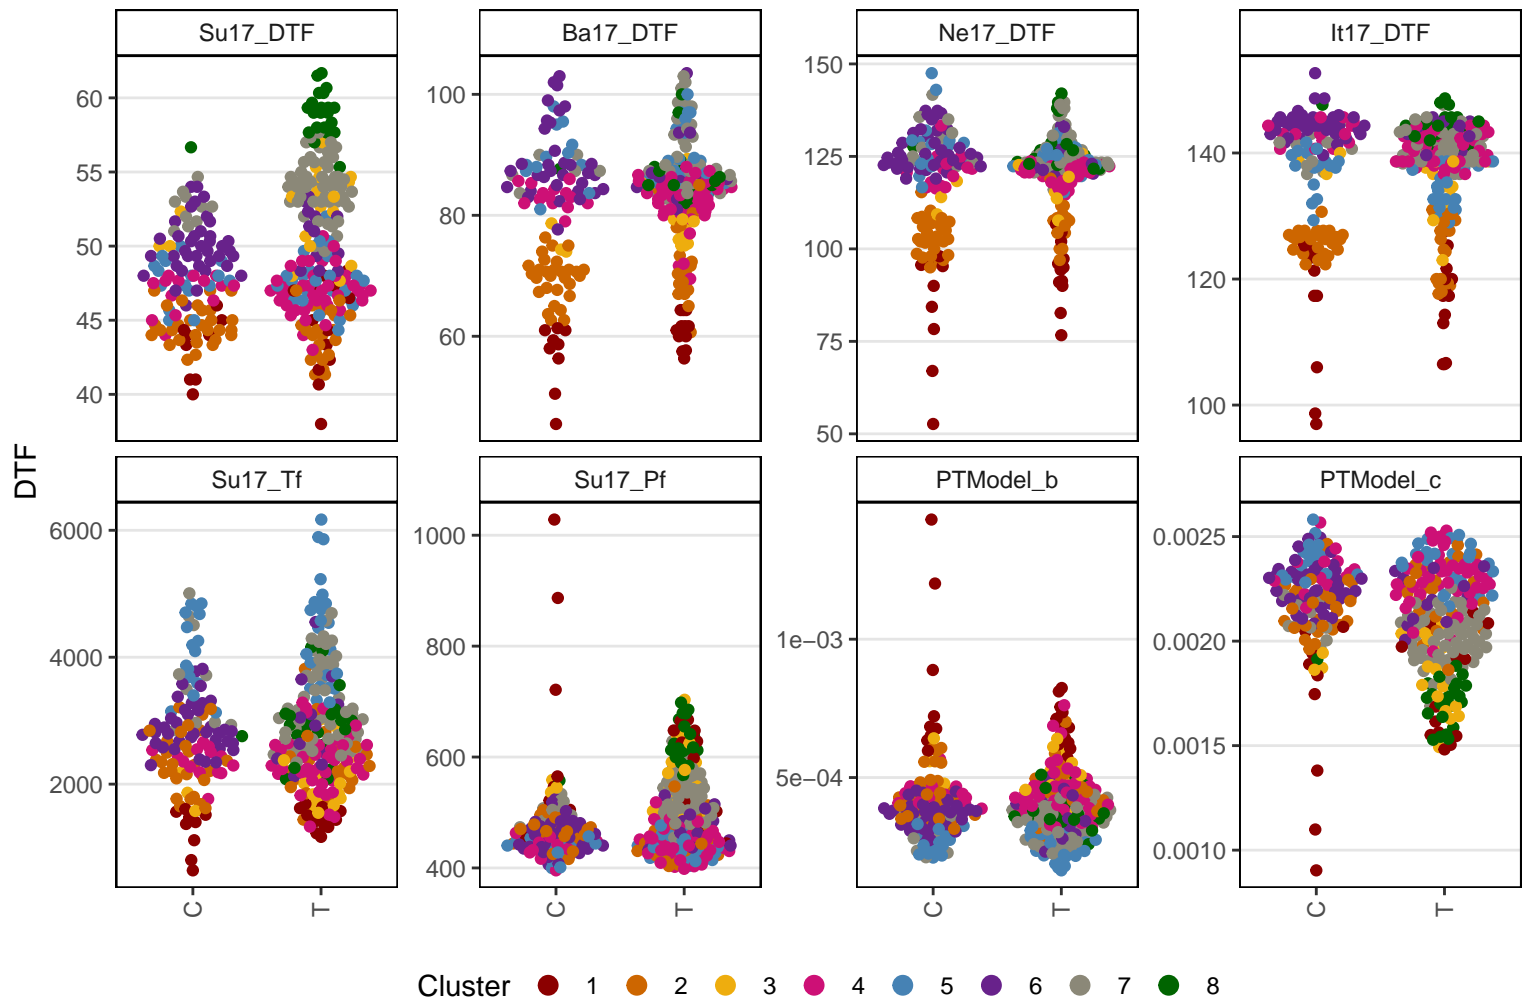 Su17_DTF
Ba17_DTF
Ne17_DTF
It17_DTF
60
55
50
45
40
100
80
60
150
125
100
75
50
140
120
100
DTF
Su17_Tf
Su17_Pf
PTModel_b
PTModel_c
6000
4000
2000
1000
800
600
400
1e−03
5e−04
0.0025
0.0020
0.0015
0.0010
C T C T C T C T
Cluster 1 2 3 4 5 6 7 8